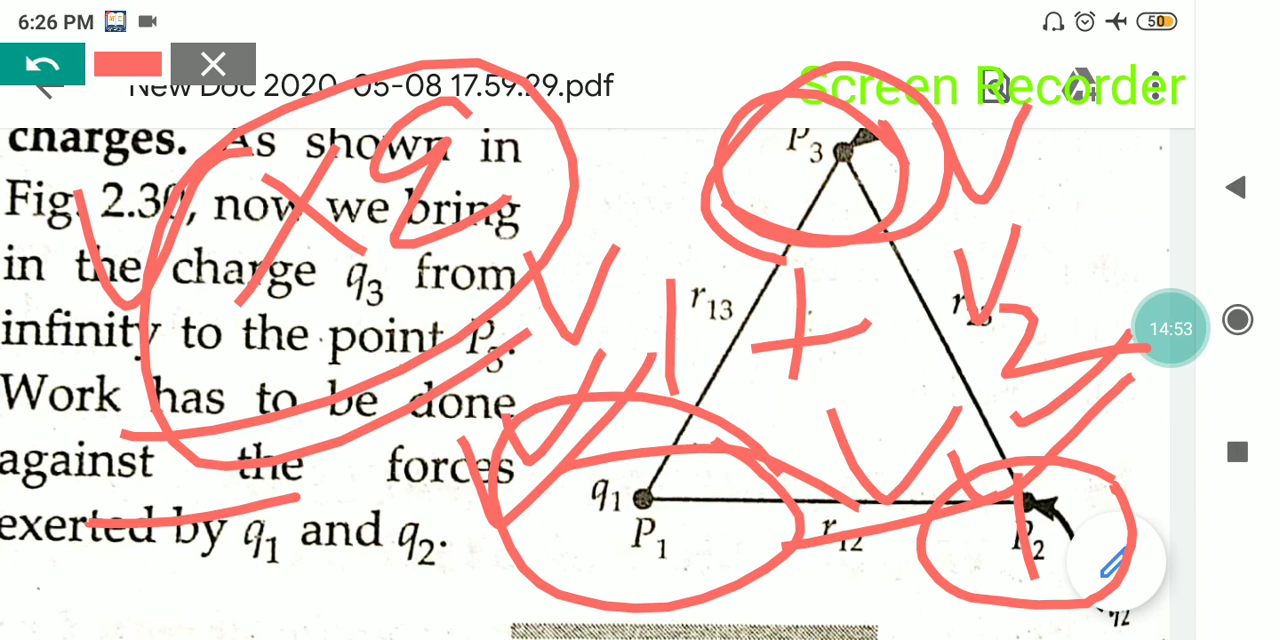 6:26 PM
50
New Doc 2020-05-08 17.59.29.pdf
Screen Recorder
charges. As shown in
Fig. 2.30, now we bring
in the charge q3 from
infinity to the point P3.
Work has to be done
against the forces
exerted by q1 and q2.
P3
r13
r23
14:53
q1
P1
r12
P2
q2
V × q
V1 + V2